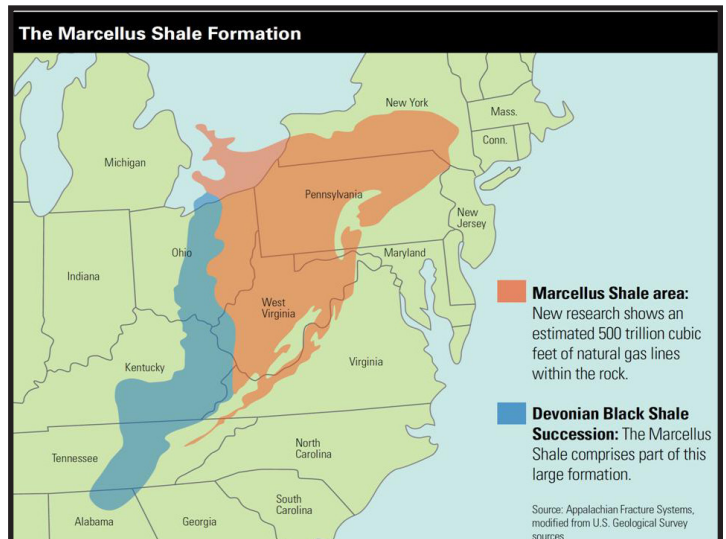 The Marcellus Shale Formation
New York
Mass.
Conn.
Michigan
Pennsylvania
New
Jersey
Ohio
Maryland
Indiana
West
Virginia
Marcellus Shale area:
New research shows an
estimated 500 trillion cubic
feet of natural gas lines
within the rock.
Kentucky
Virginia
Devonian Black Shale
Succession: The Marcellus
Shale comprises part of this
large formation.
North
Carolina
Tennessee
South
Carolina
Alabama
Georgia
Source: Appalachian Fracture Systems,
modified from U.S. Geological Survey
sources